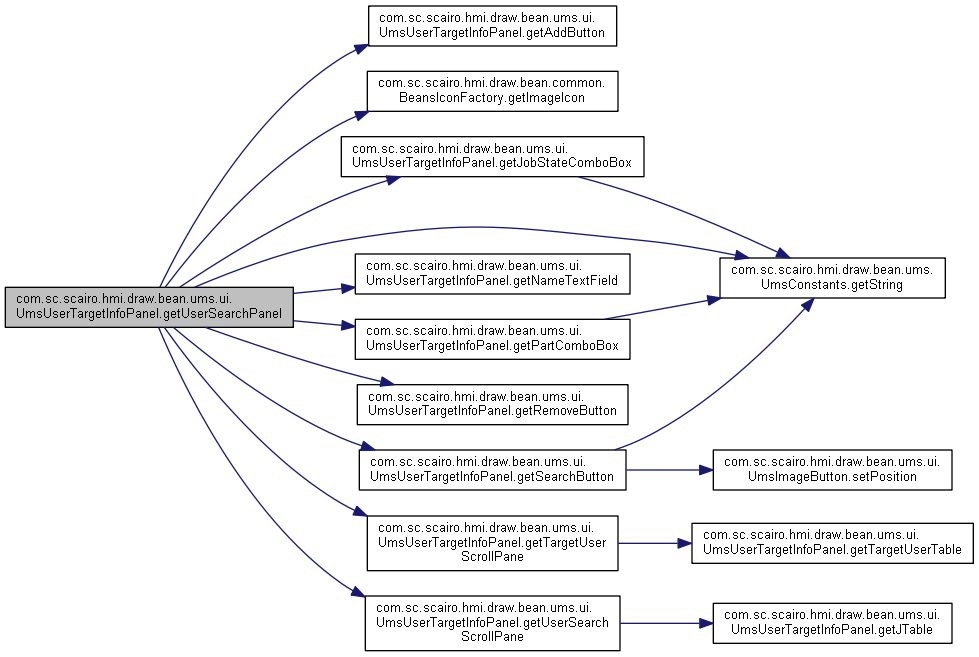 com.sc.scairo.hmi.draw.bean.ums.ui.
UmsUserTargetInfoPanel.getAddButton
com.sc.scairo.hmi.draw.bean.common.
BeansIconFactory.getImageIcon
com.sc.scairo.hmi.draw.bean.ums.ui.
UmsUserTargetInfoPanel.getJobStateComboBox
com.sc.scairo.hmi.draw.bean.ums.ui.
UmsUserTargetInfoPanel.getNameTextField
com.sc.scairo.hmi.draw.bean.ums.
UmsConstants.getString
com.sc.scairo.hmi.draw.bean.ums.ui.
UmsUserTargetInfoPanel.getUserSearchPanel
com.sc.scairo.hmi.draw.bean.ums.ui.
UmsUserTargetInfoPanel.getPartComboBox
com.sc.scairo.hmi.draw.bean.ums.ui.
UmsUserTargetInfoPanel.getRemoveButton
com.sc.scairo.hmi.draw.bean.ums.ui.
UmsUserTargetInfoPanel.getSearchButton
com.sc.scairo.hmi.draw.bean.ums.ui.
UmsImageButton.setPosition
com.sc.scairo.hmi.draw.bean.ums.ui.
UmsUserTargetInfoPanel.getTargetUser
ScrollPane
com.sc.scairo.hmi.draw.bean.ums.ui.
UmsUserTargetInfoPanel.getTargetUserTable
com.sc.scairo.hmi.draw.bean.ums.ui.
UmsUserTargetInfoPanel.getUserSearch
ScrollPane
com.sc.scairo.hmi.draw.bean.ums.ui.
UmsUserTargetInfoPanel.getJTable